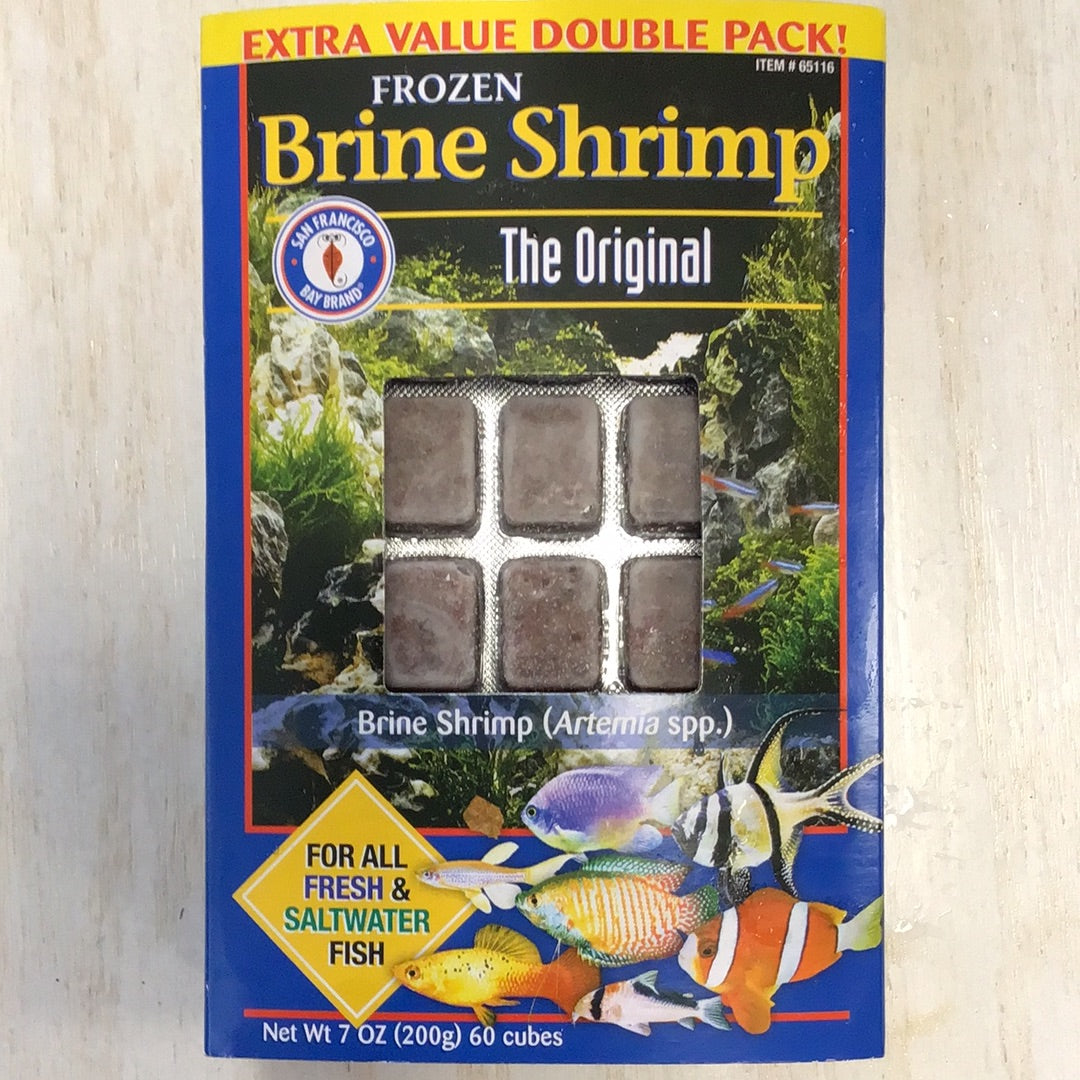 EXTRA VALUE DOUBLE PACK!
ITEM # 65116
FROZEN
Brine Shrimp
SAN FRANCISCO
BAY BRAND®
The Original
Brine Shrimp (Artemia spp.)
FOR ALL
FRESH &
SALTWATER
FISH
Net Wt 7 OZ (200g) 60 cubes